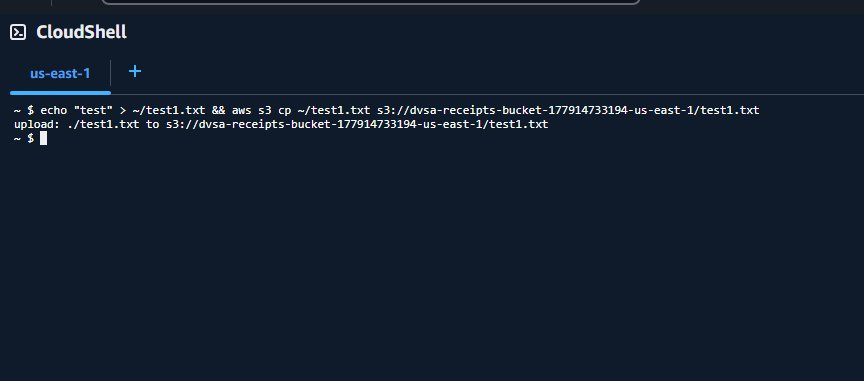 CloudShell
us-east-1
~ $ echo "test" > ~/test1.txt && aws s3 cp ~/test1.txt s3://dvsa-receipts-bucket-177914733194-us-east-1/test1.txt
upload: ./test1.txt to s3://dvsa-receipts-bucket-177914733194-us-east-1/test1.txt
~ $